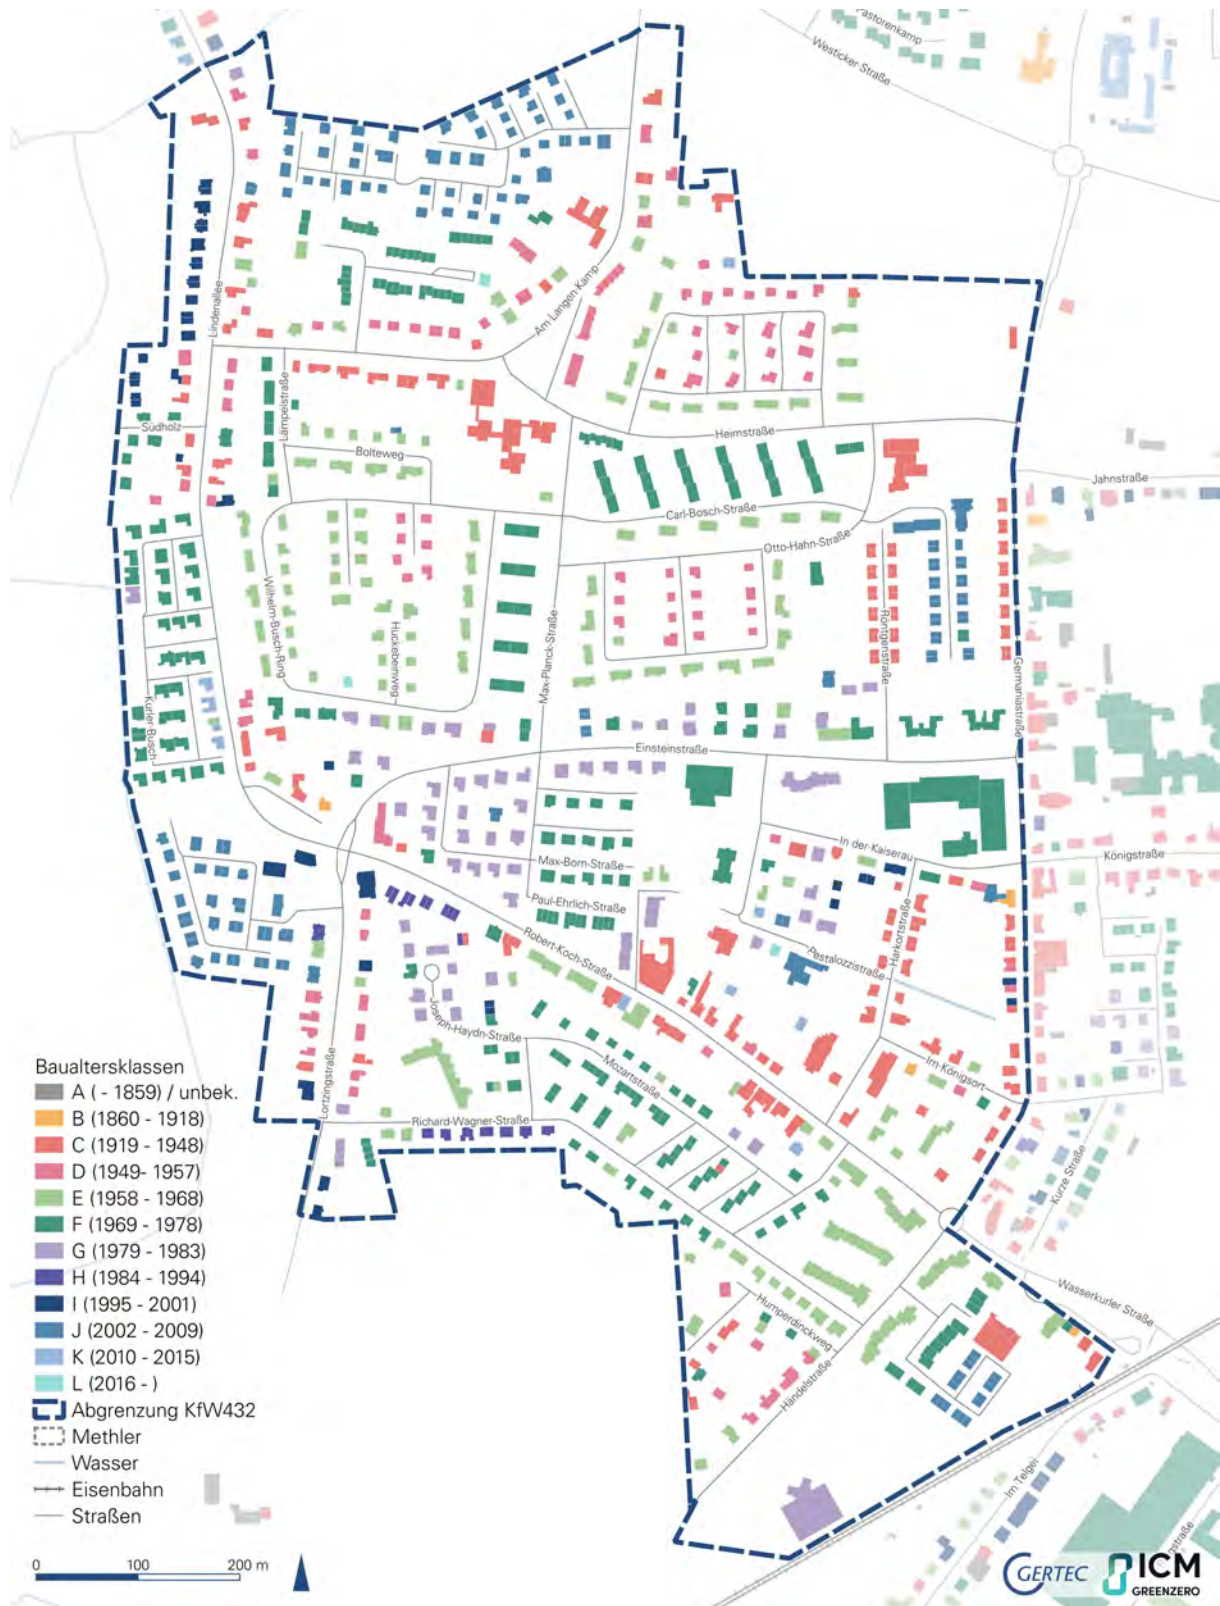 Pastorenkamp
Westicker Straße
Lindenallee
Am Langen Kamp
Lämpelstraße
Südholz
Bolteweg
Heimstraße
Jahnstraße
Carl-Bosch-Straße
Otto-Hahn-Straße
Wilhelm-Busch-Ring
Huckebeinweg
Max-Planck-Straße
Röntgenstraße
Germaniastraße
Kurler-Busch
Einsteinstraße
In der Kaiserau
Königstraße
Max-Born-Straße
Paul-Ehrlich-Straße
Robert-Koch-Straße
Pestalozzistraße
Harkortstraße
Joseph-Haydn-Straße
Mozartstraße
Im Königsort
Lortzingstraße
Richard-Wagner-Straße
Kurze Straße
Wasserkurler Straße
Humperdinckweg
Händelstraße
Im Telgei
gstraße
Baualtersklassen
A ( - 1859) / unbek.
B (1860 - 1918)
C (1919 - 1948)
D (1949- 1957)
E (1958 - 1968)
F (1969 - 1978)
G (1979 - 1983)
H (1984 - 1994)
I (1995 - 2001)
J (2002 - 2009)
K (2010 - 2015)
L (2016 - )
Abgrenzung KfW432
Methler
Wasser
Eisenbahn
Straßen
0 100 200 m
GERTEC
ICM
GREENZERO